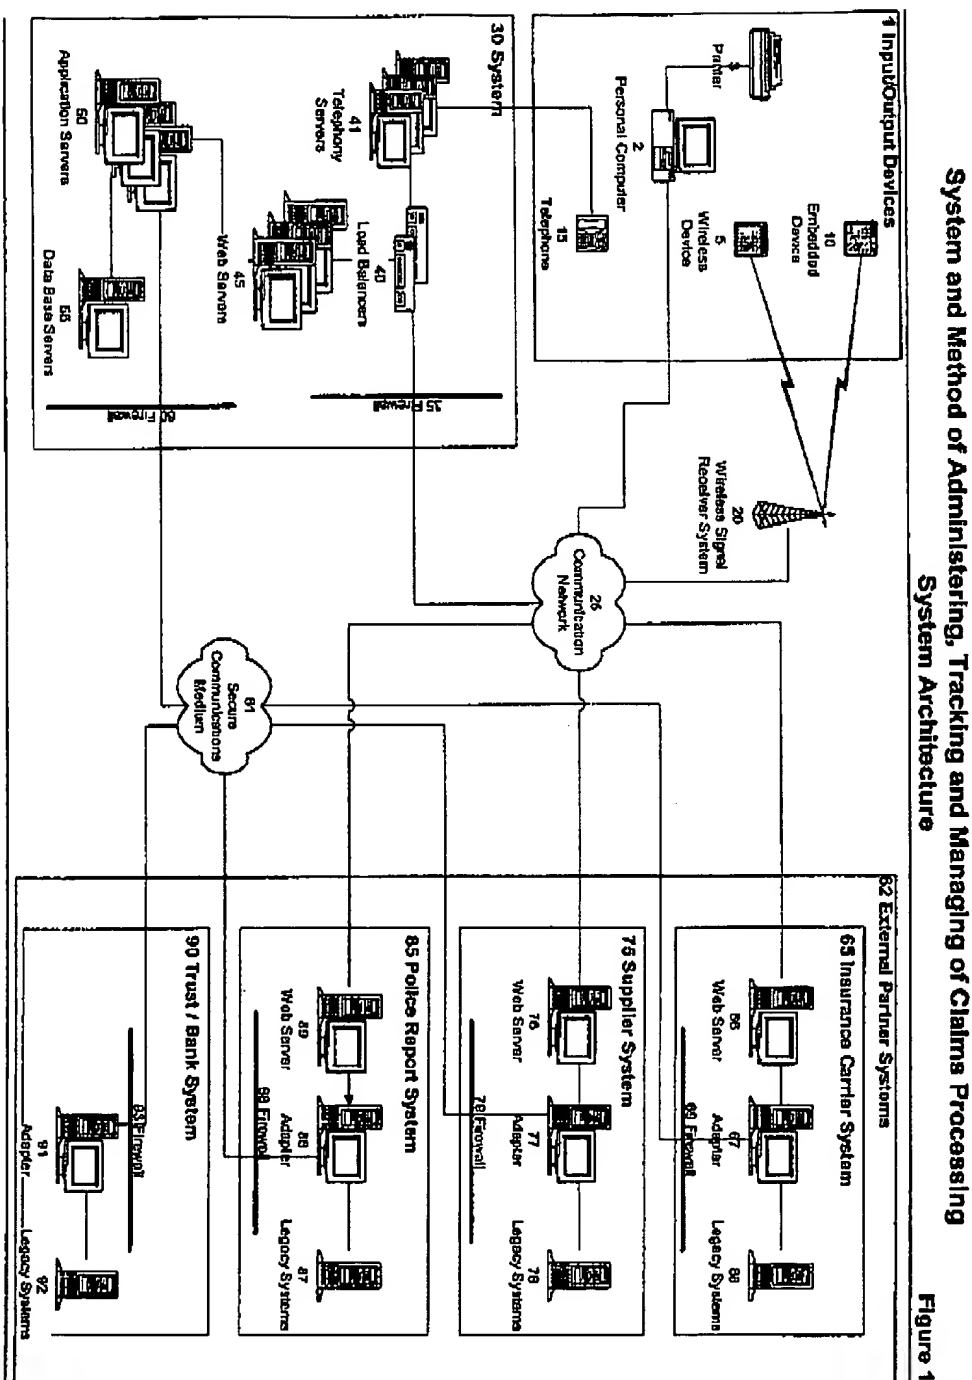 System and Method of Administering, Tracking and Managing of Claims Processing
System Architecture
Figure 1
1 Input/Output Devices
3
Printer
2
Personal Computer
10
Embedded
Device
5
Wireless
Device
15
Telephone
20
Wireless Signal
Receiver System
25
Communication
Network
30 System
41
Telephony
Servers
40
Load Balancers
45
Web Servers
50
Application Servers
55
Data Base Servers
35 Firewall
60 Firewall
61
Secure
Communications
Medium
62 External Partner Systems
65 Insurance Carrier System
66
Web Server
67
Adapter
Legacy Systems
69 Firewall
75 Supplier System
76
Web Server
77
Adapter
78
Legacy Systems
79 Firewall
85 Police Report System
Web Server
Adapter
87
Legacy Systems
Firewall
90 Trust / Bank System
91
Adapter
92
Legacy Systems
Firewall